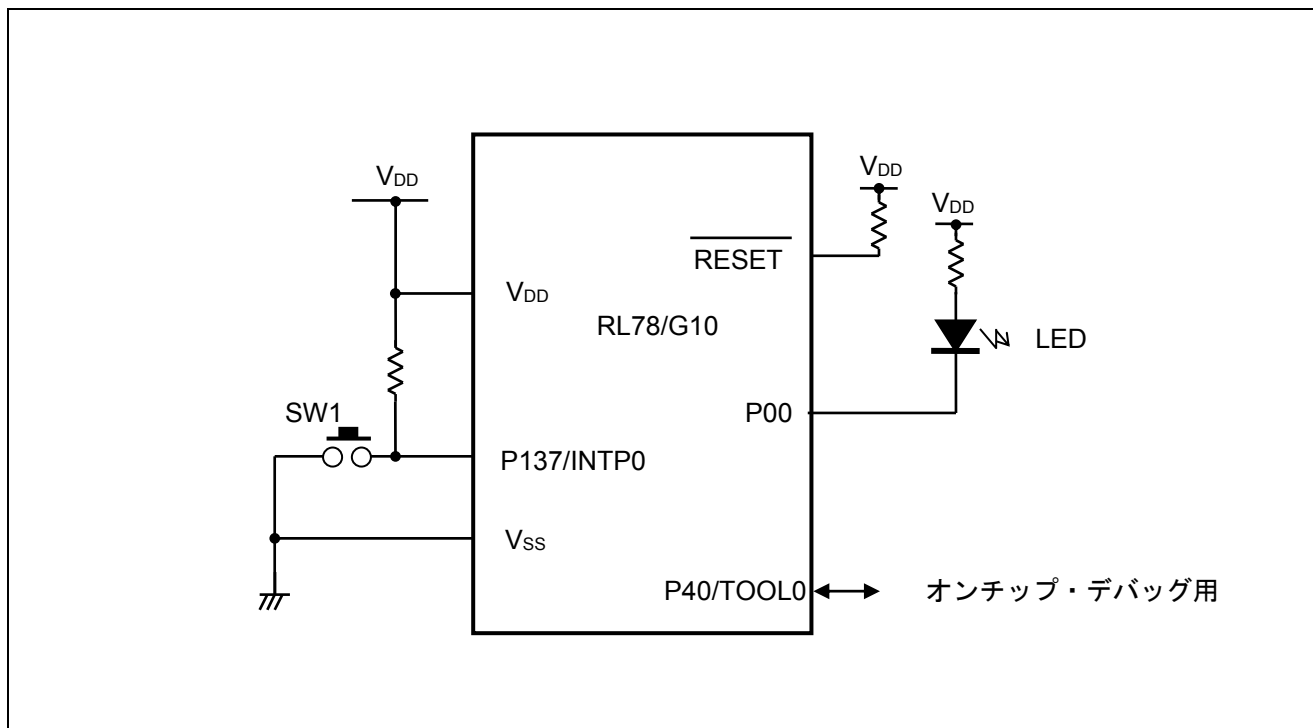 VDD
VDD
VDD
RESET
VDD
RL78/G10
LED
P00
SW1
P137/INTP0
VSS
P40/TOOL0
オンチップ・デバッグ用